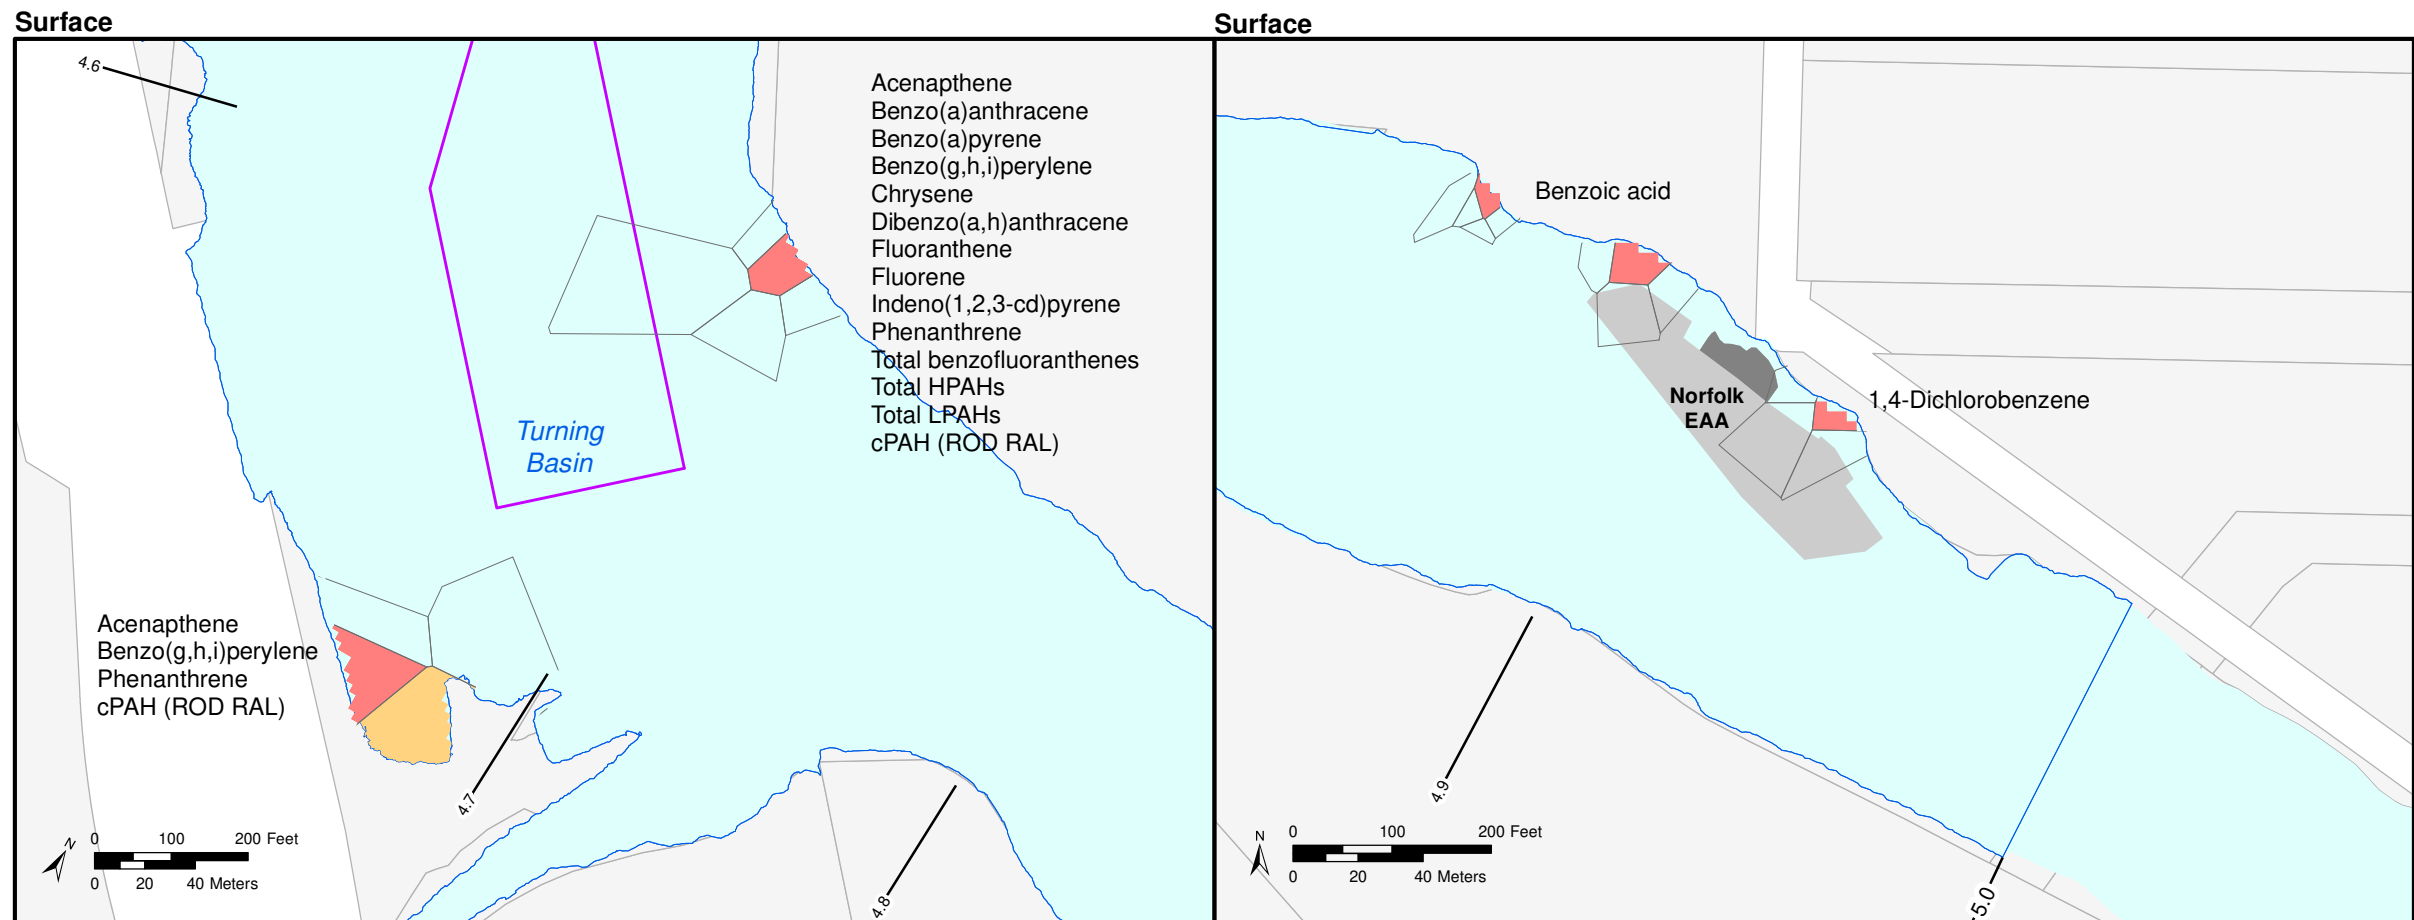 Surface
4.6
Acenapthene
Benzo(a)anthracene
Benzo(a)pyrene
Benzo(g,h,i)perylene
Chrysene
Dibenzo(a,h)anthracene
Fluoranthene
Fluorene
Indeno(1,2,3-cd)pyrene
Phenanthrene
Total benzofluoranthenes
Total HPAHs
Total LPAHs
cPAH (ROD RAL)
Turning
Basin
Acenapthene
Benzo(g,h,i)perylene
Phenanthrene
cPAH (ROD RAL)
4.7
4.8
N
0 100 200 Feet
0 20 40 Meters
Surface
Benzoic acid
Norfolk
EAA
1,4-Dichlorobenzene
4.9
5.0
N
0 100 200 Feet
0 20 40 Meters